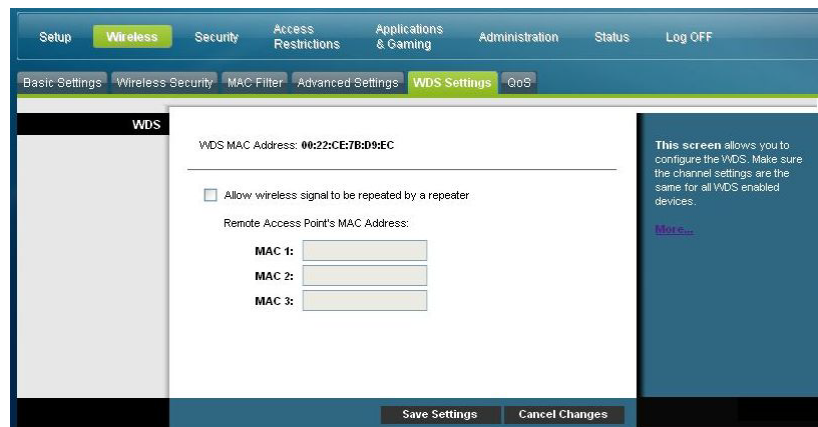 Setup Wireless Security Access Restrictions Applications & Gaming Administration Status Log OFF
Basic Settings Wireless Security MAC Filter Advanced Settings WDS Settings QoS
WDS
WDS MAC Address: 00:22:CE:7B:D9:EC
Allow wireless signal to be repeated by a repeater
Remote Access Point's MAC Address:
MAC 1:
MAC 2:
MAC 3:
This screen allows you to
configure the WDS. Make sure
the channel settings are the
same for all WDS enabled
devices.
More...
Save Settings Cancel Changes